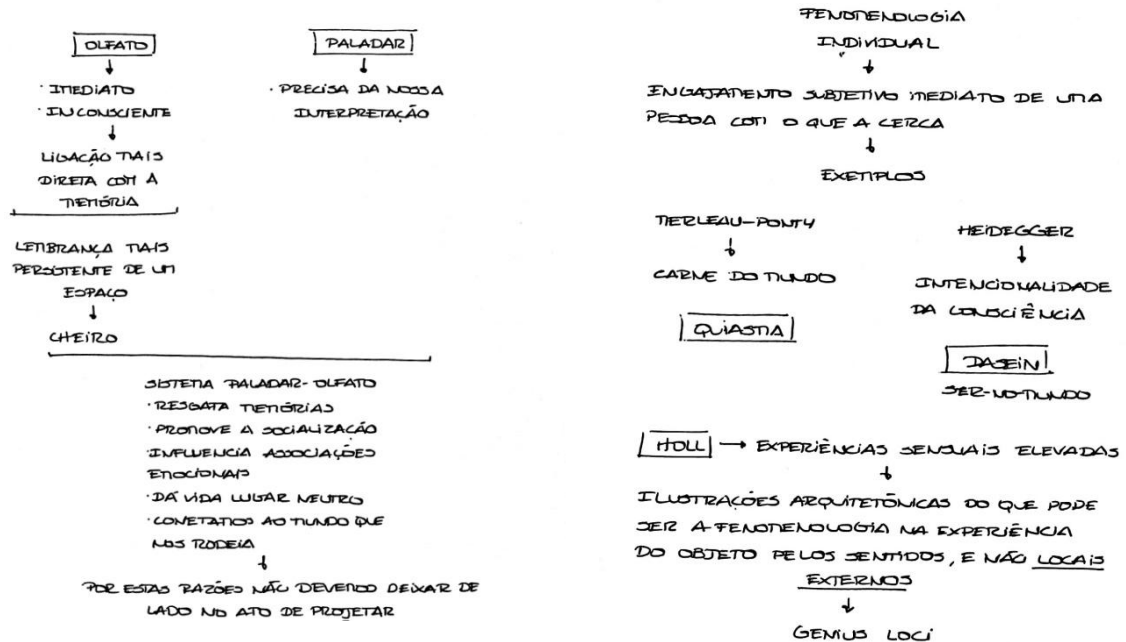 OLFATO
· IMEDIATO
· INCONSCIENTE
LIGAÇÃO MAIS
DIRETA COM A
MEMÓRIA
LEMBRANÇA MAIS
PERSISTENTE DE UM
ESPAÇO
CHEIRO
PALADAR
· PRECISA DA NOSSA
INTERPRETAÇÃO
SISTEMA PALADAR-OLFATO
· RESGATA MEMÓRIAS
· PROMOVE A SOCIALIZAÇÃO
· INFLUENCIA ASSOCIAÇÕES
EMOCIONAIS
· DÁ VIDA LUGAR NEUTRO
· CONETAMOS AO MUNDO QUE
NOS RODEIA
POR ESTAS RAZÕES NÃO DEVEMOS DEIXAR DE
LADO NO ATO DE PROJETAR
FENOMENOLOGIA
INDIVIDUAL
ENGAJAMENTO SUBJETIVO IMEDIATO DE UMA
PESSOA COM O QUE A CERCA
EXEMPLOS
MERLEAU-PONTY
CARNE DO MUNDO
QUIASMA
HEIDEGGER
INTENCIONALIDADE
DA CONSCIÊNCIA
DASEIN
SER-NO-MUNDO
HOLL → EXPERIÊNCIAS SENSUAIS ELEVADAS
ILUSTRAÇÕES ARQUITETÔNICAS DO QUE PODE
SER A FENOMENOLOGIA NA EXPERIÊNCIA
DO OBJETO PELOS SENTIDOS, E NÃO LOCAIS
EXTERNOS
GENIUS LOCI